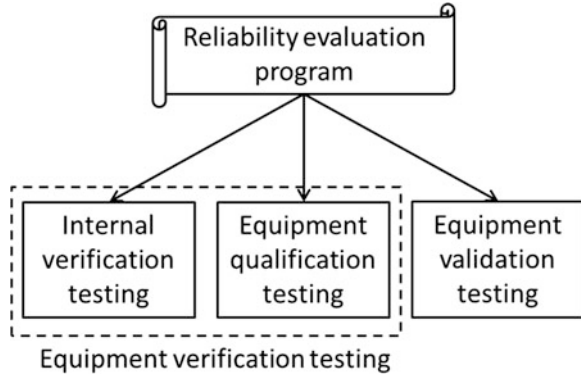 Reliability evaluation
program
Internal
verification
testing
Equipment
qualification
testing
Equipment
validation
testing
Equipment verification testing